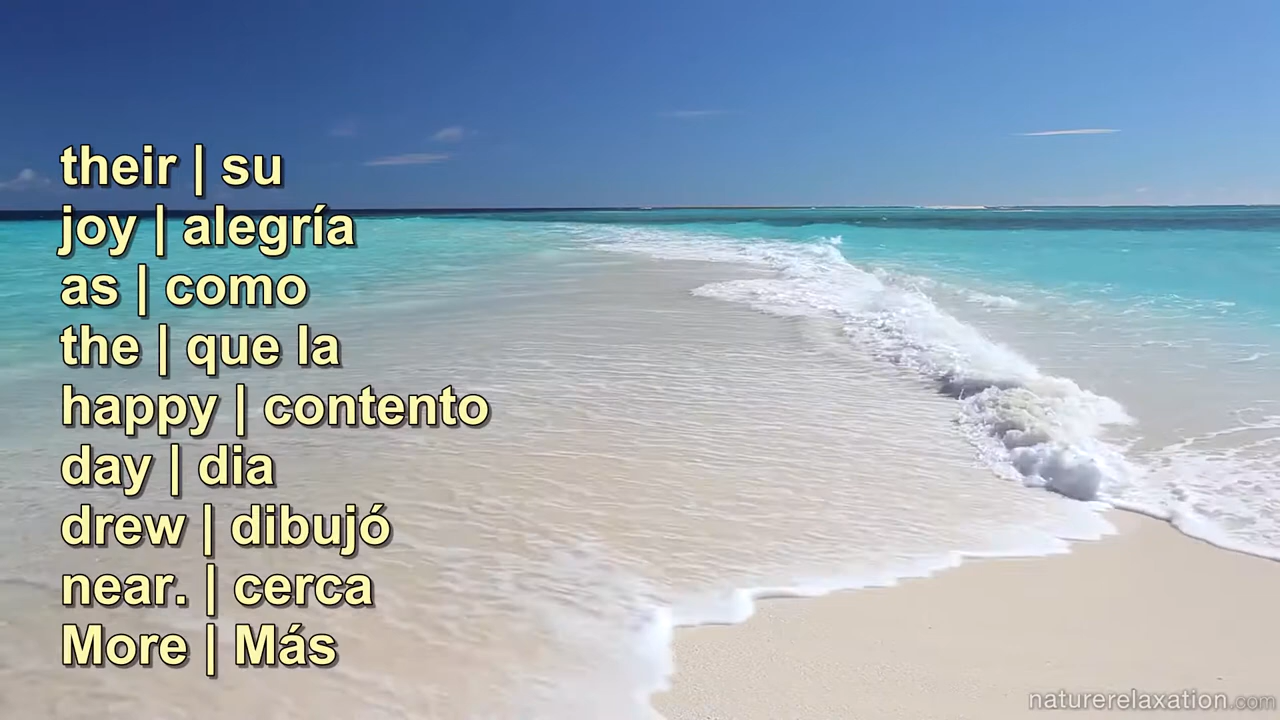 their | su
joy | alegría
as | como
the | que la
happy | contento
day | dia
drew | dibujó
near. | cerca
More | Más
naturerelaxation.com